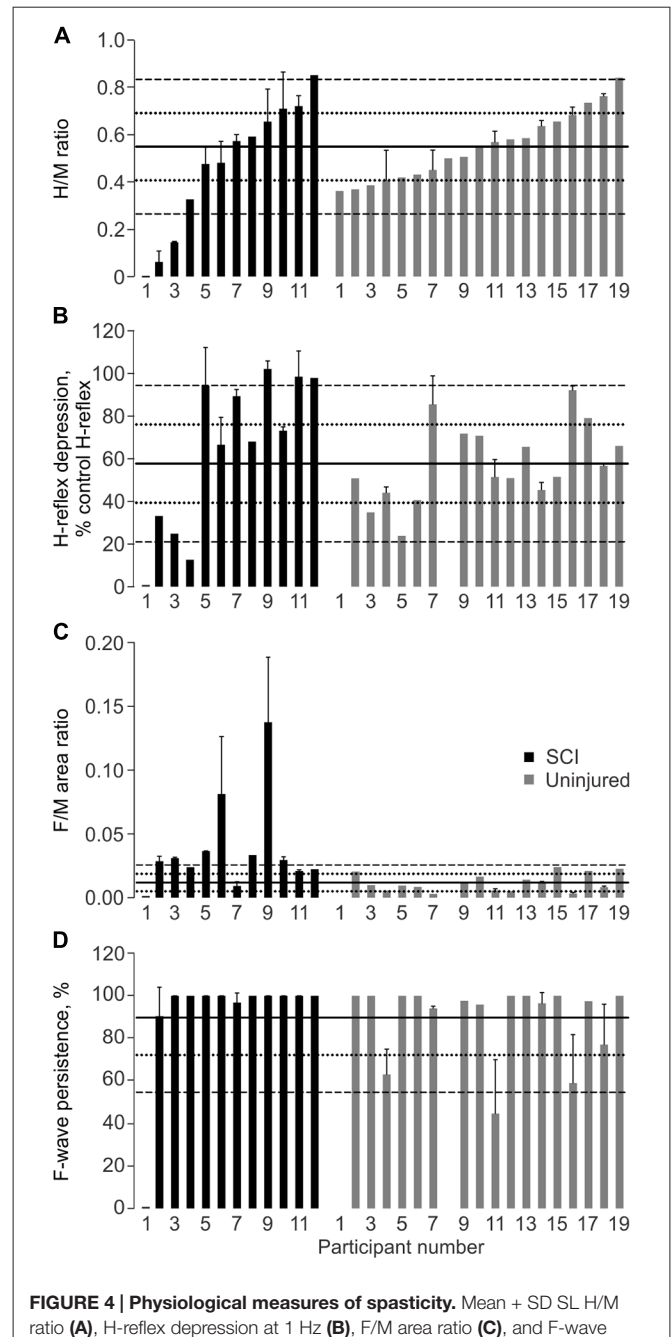 A
H/M ratio
1.0
0.8
0.6
0.4
0.2
0
1 3 5 7 9 11 1 3 5 7 9 11 13 15 17 19
B
H-reflex depression,
% control H-reflex
120
100
80
60
40
20
0
1 3 5 7 9 11 1 3 5 7 9 11 13 15 17 19
C
F/M area ratio
0.20
0.15
0.10
0.05
0.00
SCI
Uninjured
1 3 5 7 9 11 1 3 5 7 9 11 13 15 17 19
D
F-wave persistence, %
120
100
80
60
40
20
0
1 3 5 7 9 11 1 3 5 7 9 11 13 15 17 19
Participant number
FIGURE 4 | Physiological measures of spasticity. Mean + SD SL H/M
ratio (A), H-reflex depression at 1 Hz (B), F/M area ratio (C), and F-wave